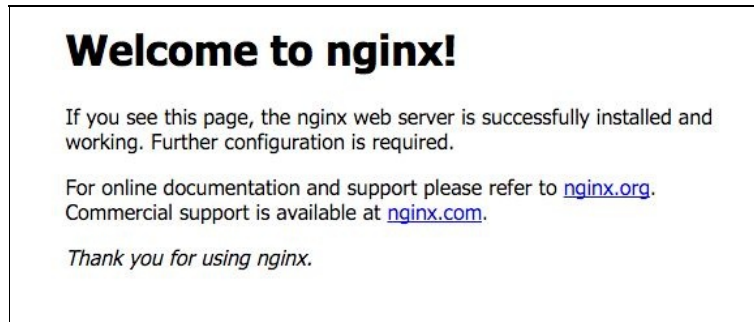 Welcome to nginx!
If you see this page, the nginx web server is successfully installed and
working. Further configuration is required.
For online documentation and support please refer to nginx.org.
Commercial support is available at nginx.com.
Thank you for using nginx.